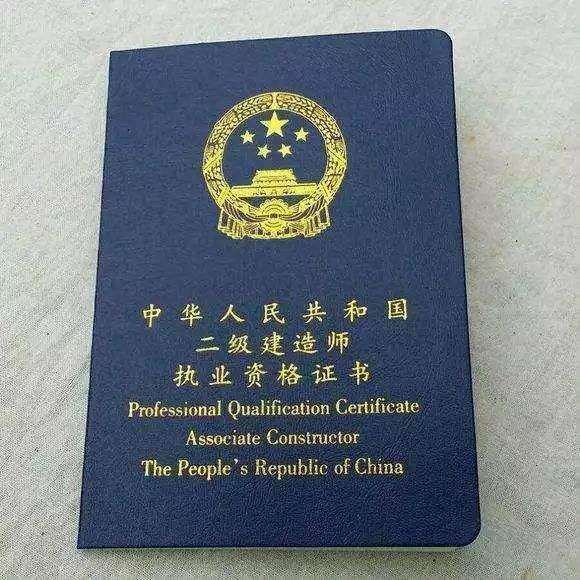 中华人民共和国
二级建造师
执业资格证书
Professional Qualification Certificate
Associate Constructor
The People's Republic of China